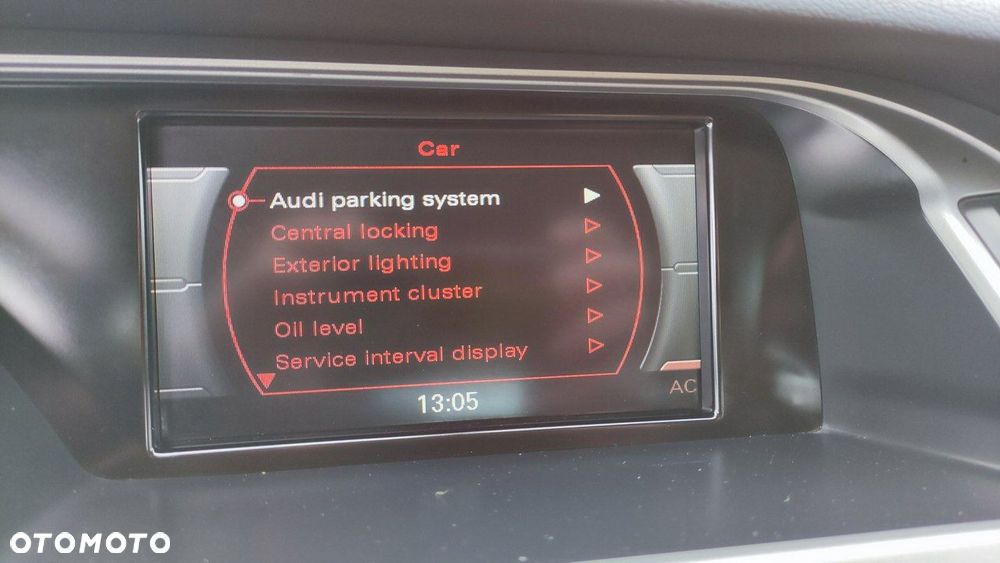 Car
Audi parking system
Central locking
Exterior lighting
Instrument cluster
Oil level
Service interval display
AC
13:05
OTOMOTO